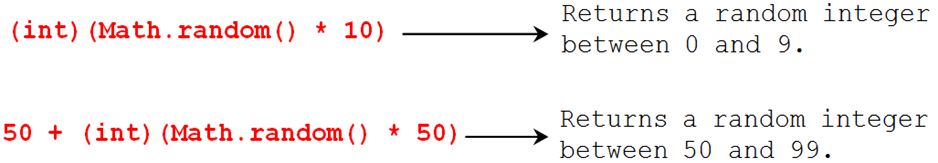 (int)(Math.random() * 10)
Returns a random integer
between 0 and 9.
50 + (int)(Math.random() * 50)
Returns a random integer
between 50 and 99.